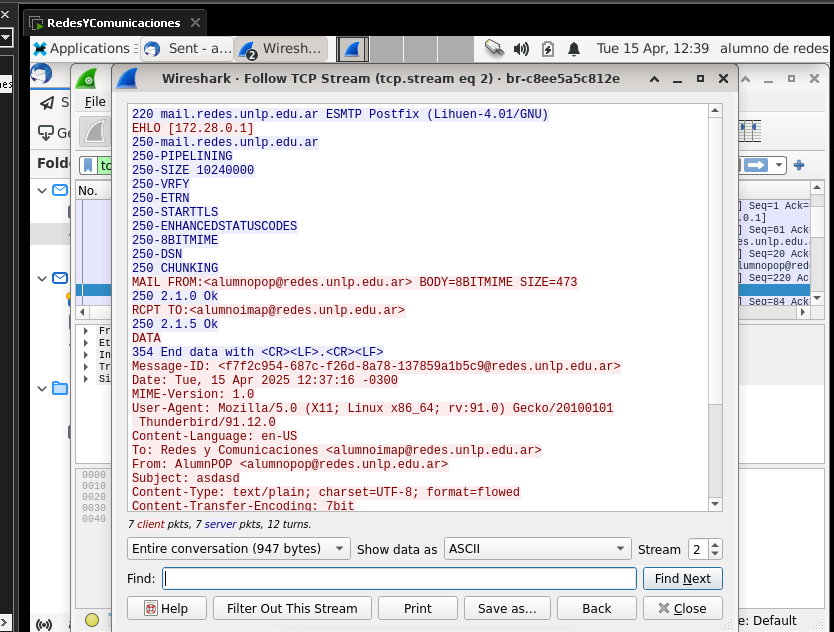 RedesYComunicaciones
Applications
Sent - a...
Wiresh...
Tue 15 Apr, 12:39
alumno de redes
Wireshark · Follow TCP Stream (tcp.stream eq 2) · br-c8ee5a5c812e
File
Folde
No.
220 mail.redes.unlp.edu.ar ESMTP Postfix (Lihuen-4.01/GNU)
EHLO [172.28.0.1]
250-mail.redes.unlp.edu.ar
250-PIPELINING
250-SIZE 10240000
250-VRFY
250-ETRN
250-STARTTLS
250-ENHANCEDSTATUSCODES
250-8BITMIME
250-DSN
250 CHUNKING
MAIL FROM:<alumnopop@redes.unlp.edu.ar> BODY=8BITMIME SIZE=473
250 2.1.0 Ok
RCPT TO:<alumnoimap@redes.unlp.edu.ar>
250 2.1.5 Ok
DATA
354 End data with <CR><LF>.<CR><LF>
Message-ID: <f7f2c954-687c-f26d-8a78-137859a1b5c9@redes.unlp.edu.ar>
Date: Tue, 15 Apr 2025 12:37:16 -0300
MIME-Version: 1.0
User-Agent: Mozilla/5.0 (X11; Linux x86_64; rv:91.0) Gecko/20100101
Thunderbird/91.12.0
Content-Language: en-US
To: Redes y Comunicaciones <alumnoimap@redes.unlp.edu.ar>
From: AlumnPOP <alumnopop@redes.unlp.edu.ar>
Subject: asdasd
Content-Type: text/plain; charset=UTF-8; format=flowed
Content-Transfer-Encoding: 7bit
] Seq=1 Ack=
.0.1]
] Seq=61 Ack
es.unlp.edu.
] Seq=20 Ack
lumnopop@red
] Seq=220 Ac
] Seq=84 Ack
Fr
Et
In
Tr
Si
0000
0010
0020
0030
0040
7 client pkts, 7 server pkts, 12 turns.
Entire conversation (947 bytes)
Show data as
ASCII
Stream
2
Find:
Find Next
Help
Filter Out This Stream
Print
Save as...
Back
Close
e: Default